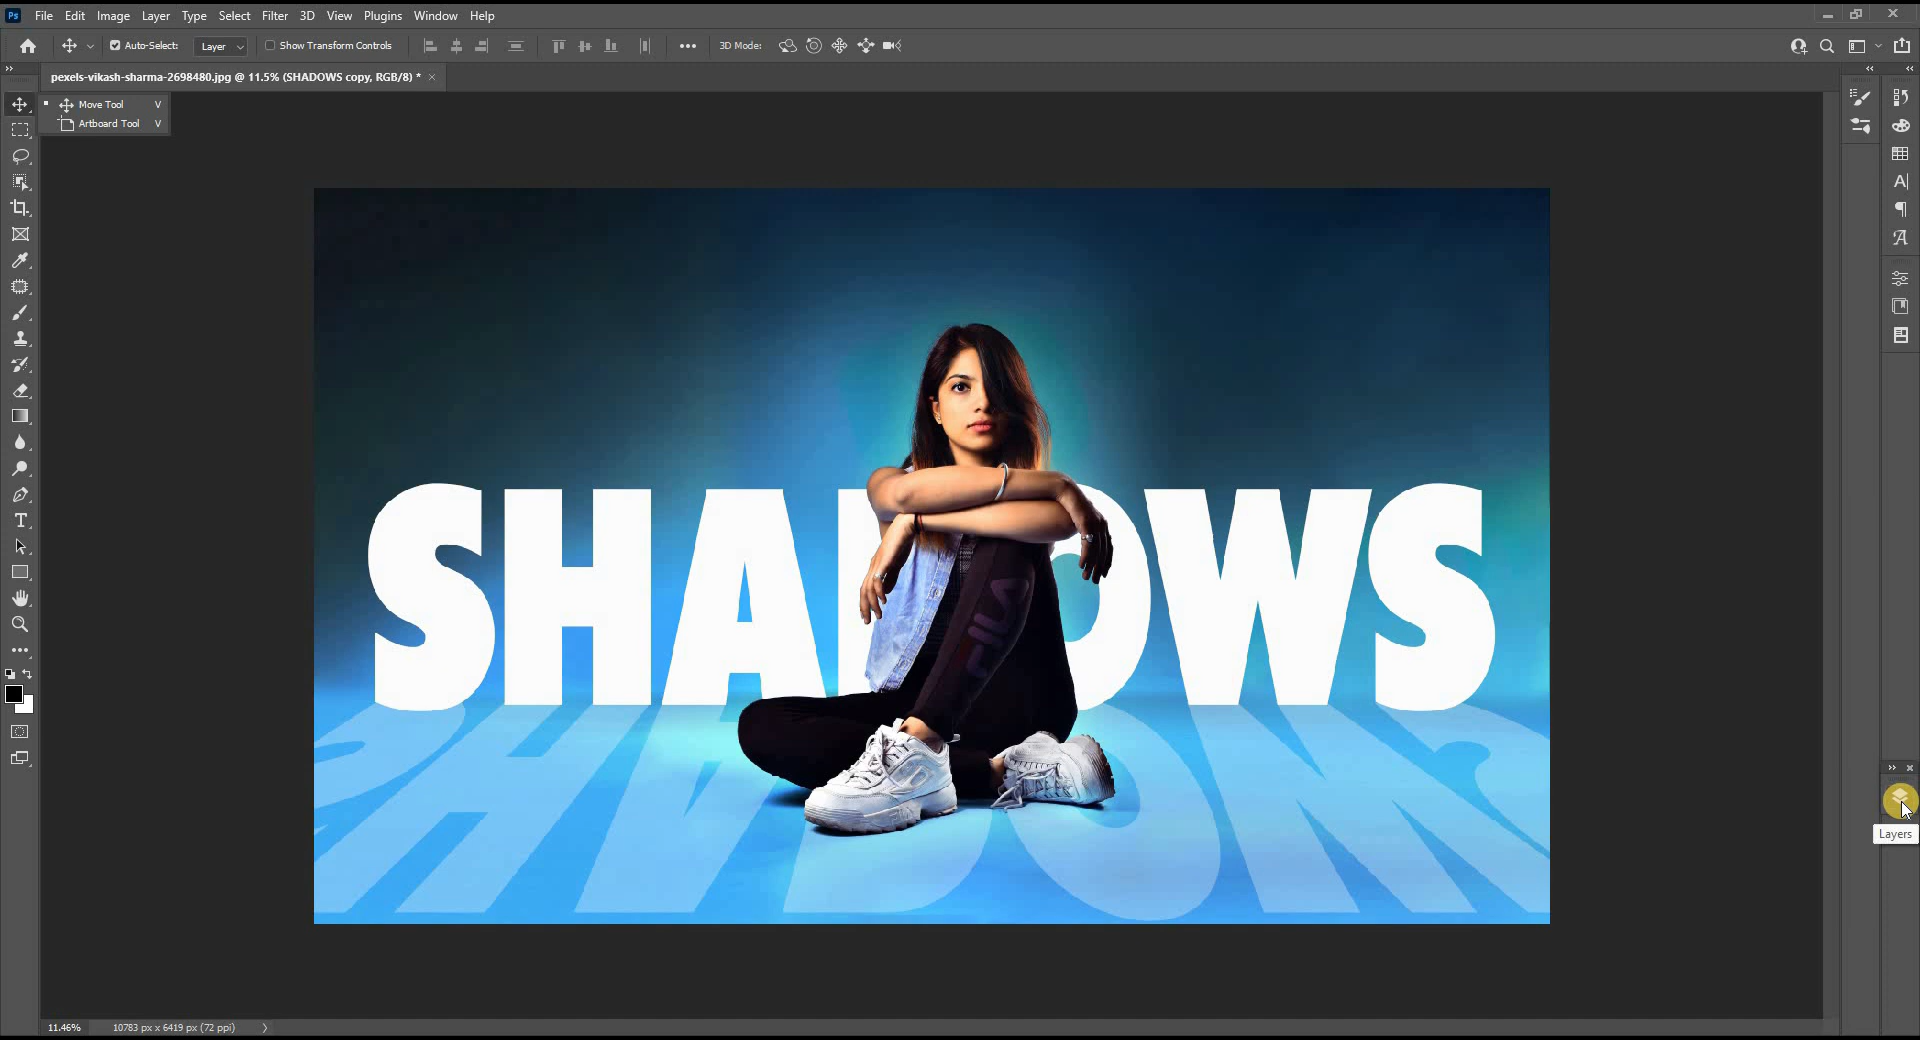 Ps File Edit Image Layer Type Select Filter 3D View Plugins Window Help
Auto-Select: Layer Show Transform Controls 3D Mode:
pexels-vikash-sharma-2698480.jpg @ 11.5% (SHADOWS copy, RGB/8) *
Move Tool V
Artboard Tool V
SHADOWS
FILA
Layers
11.46% 10783 px x 6419 px (72 ppi)